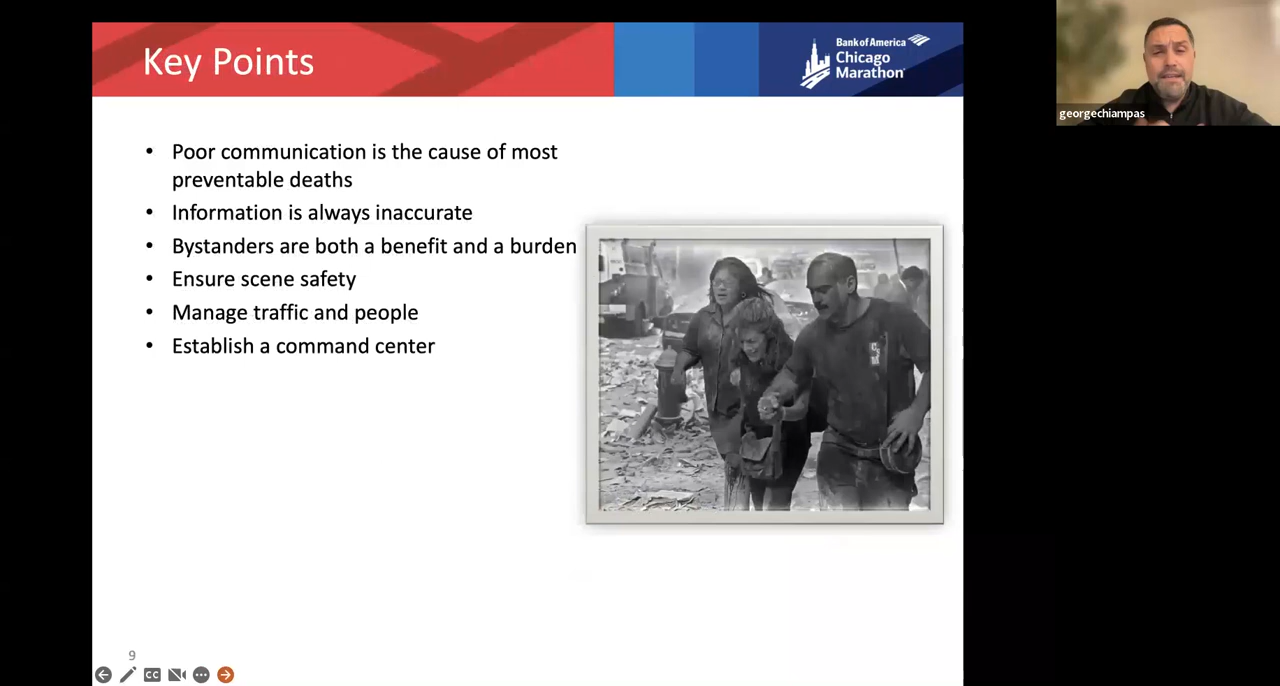 Key Points
Bank of America
Chicago
Marathon
georgechiampas
• Poor communication is the cause of most
preventable deaths
• Information is always inaccurate
• Bystanders are both a benefit and a burden
• Ensure scene safety
• Manage traffic and people
• Establish a command center
9
CC